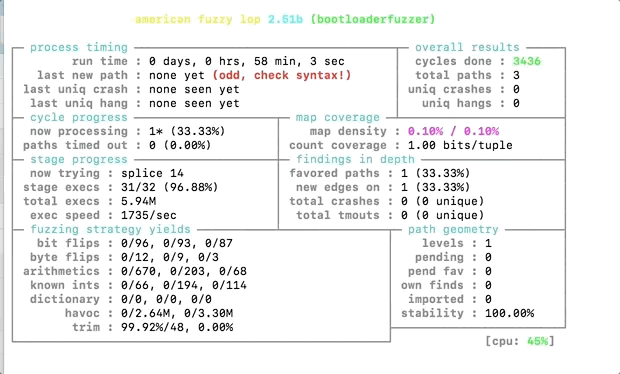 american fuzzy lop 2.51b (bootloaderfuzzer)
process timing overall results
run time : 0 days, 0 hrs, 58 min, 3 sec cycles done : 3436
last new path : none yet (odd, check syntax!) total paths : 3
last uniq crash : none seen yet uniq crashes : 0
last uniq hang : none seen yet uniq hangs : 0
cycle progress map coverage
now processing : 1* (33.33%) map density : 0.10% / 0.10%
paths timed out : 0 (0.00%) count coverage : 1.00 bits/tuple
stage progress findings in depth
now trying : splice 14 favored paths : 1 (33.33%)
stage execs : 31/32 (96.88%) new edges on : 1 (33.33%)
total execs : 5.94M total crashes : 0 (0 unique)
exec speed : 1735/sec total tmouts : 0 (0 unique)
fuzzing strategy yields path geometry
bit flips : 0/96, 0/93, 0/87 levels : 1
byte flips : 0/12, 0/9, 0/3 pending : 0
arithmetics : 0/670, 0/203, 0/68 pend fav : 0
known ints : 0/66, 0/194, 0/114 own finds : 0
dictionary : 0/0, 0/0, 0/0 imported : 0
havoc : 0/2.64M, 0/3.30M stability : 100.00%
trim : 99.92%/48, 0.00%
[cpu: 45%]